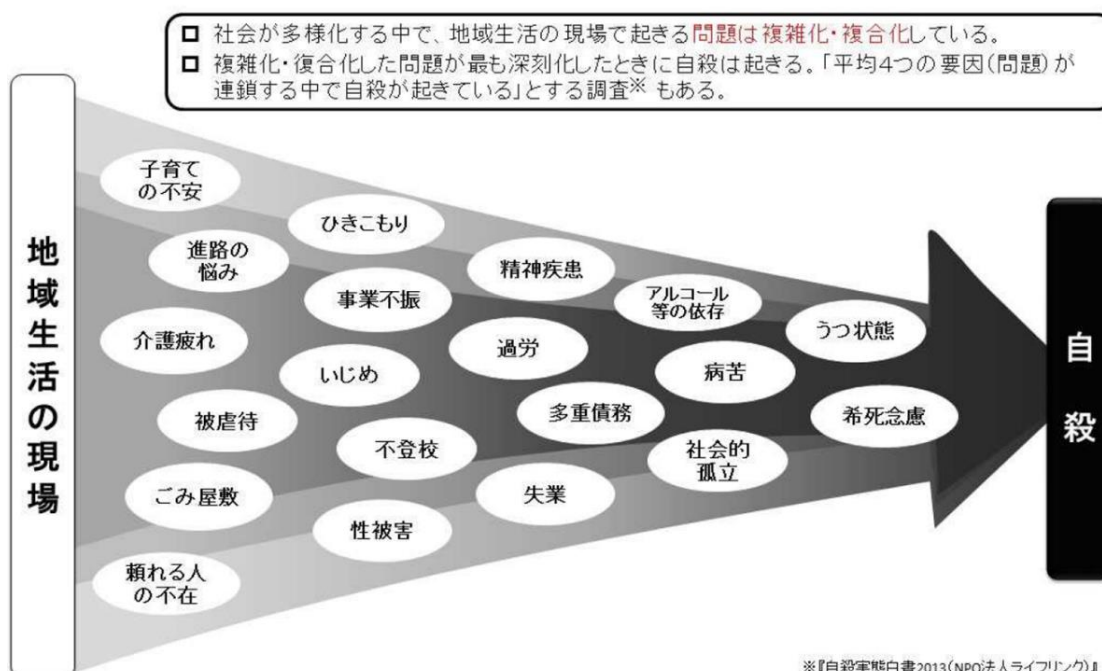 □ 社会が多様化する中で、地域生活の現場で起きる問題は複雑化・複合化している。
□ 複雑化・復合化した問題が最も深刻化したときに自殺は起きる。「平均4つの要因(問題)が
連鎖する中で自殺が起きている」とする調査※ もある。
地域生活の現場
子育て
の不安
ひきこもり
進路の
悩み
精神疾患
事業不振
アルコール
等の依存
うつ状態
介護疲れ
過労
いじめ
病苦
被虐待
多重債務
希死念慮
不登校
社会的
孤立
ごみ屋敷
失業
性被害
頼れる人
の不在
自殺
※『自殺実態白書2013(NPO法人ライフリンク)』